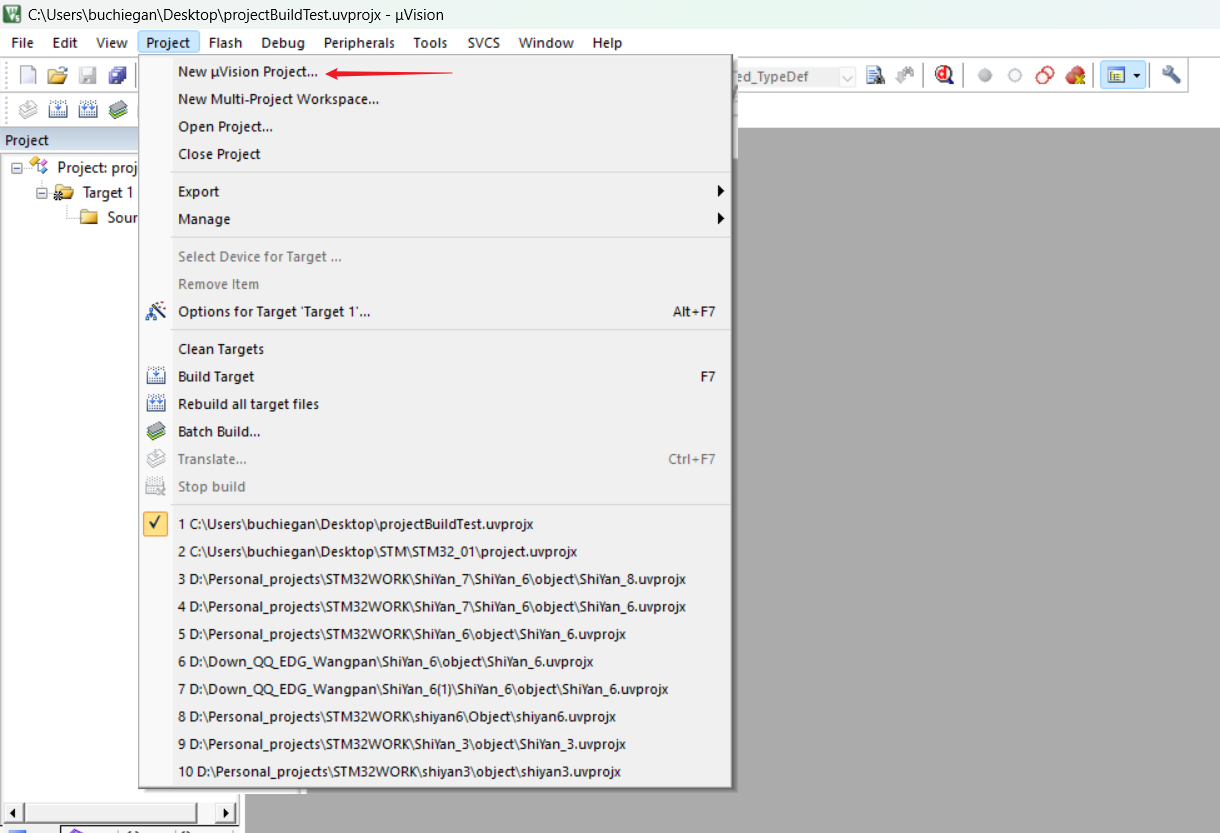 C:\Users\buchiegan\Desktop\projectBuildTest.uvprojx - µVision
File Edit View Project Flash Debug Peripherals Tools SVCS Window Help
New µVision Project...
New Multi-Project Workspace...
Open Project...
Close Project
Export
Manage
Select Device for Target ...
Remove Item
Options for Target 'Target 1'... Alt+F7
Clean Targets
Build Target F7
Rebuild all target files
Batch Build...
Translate... Ctrl+F7
Stop build
1 C:\Users\buchiegan\Desktop\projectBuildTest.uvprojx
2 C:\Users\buchiegan\Desktop\STM\STM32_01\project.uvprojx
3 D:\Personal_projects\STM32WORK\ShiYan_7\ShiYan_6\object\ShiYan_8.uvprojx
4 D:\Personal_projects\STM32WORK\ShiYan_7\ShiYan_6\object\ShiYan_6.uvprojx
5 D:\Personal_projects\STM32WORK\ShiYan_6\object\ShiYan_6.uvprojx
6 D:\Down_QQ_EDG_Wangpan\ShiYan_6\object\ShiYan_6.uvprojx
7 D:\Down_QQ_EDG_Wangpan\ShiYan_6(1)\ShiYan_6\object\ShiYan_6.uvprojx
8 D:\Personal_projects\STM32WORK\shiyan6\Object\shiyan6.uvprojx
9 D:\Personal_projects\STM32WORK\ShiYan_3\object\ShiYan_3.uvprojx
10 D:\Personal_projects\STM32WORK\shiyan3\object\shiyan3.uvprojx
ed_TypeDef
Project
Project: proj
Target 1
Sour